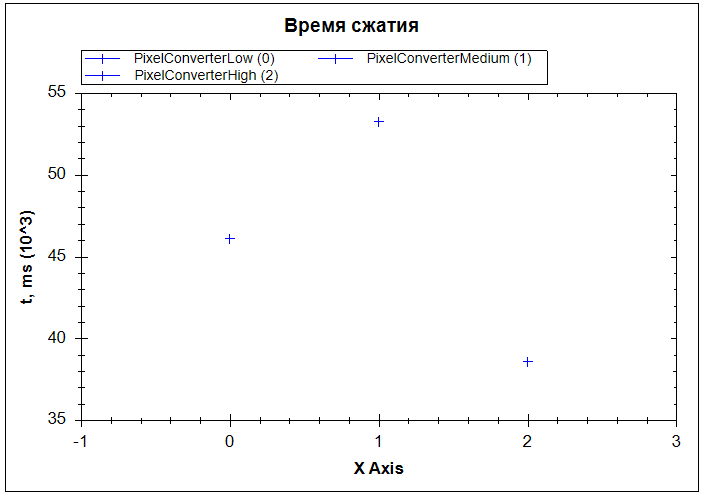 Время сжатия
PixelConverterLow (0) PixelConverterMedium (1)
PixelConverterHigh (2)
55
50
45
40
35
t, ms (10^3)
-1 0 1 2 3
X Axis